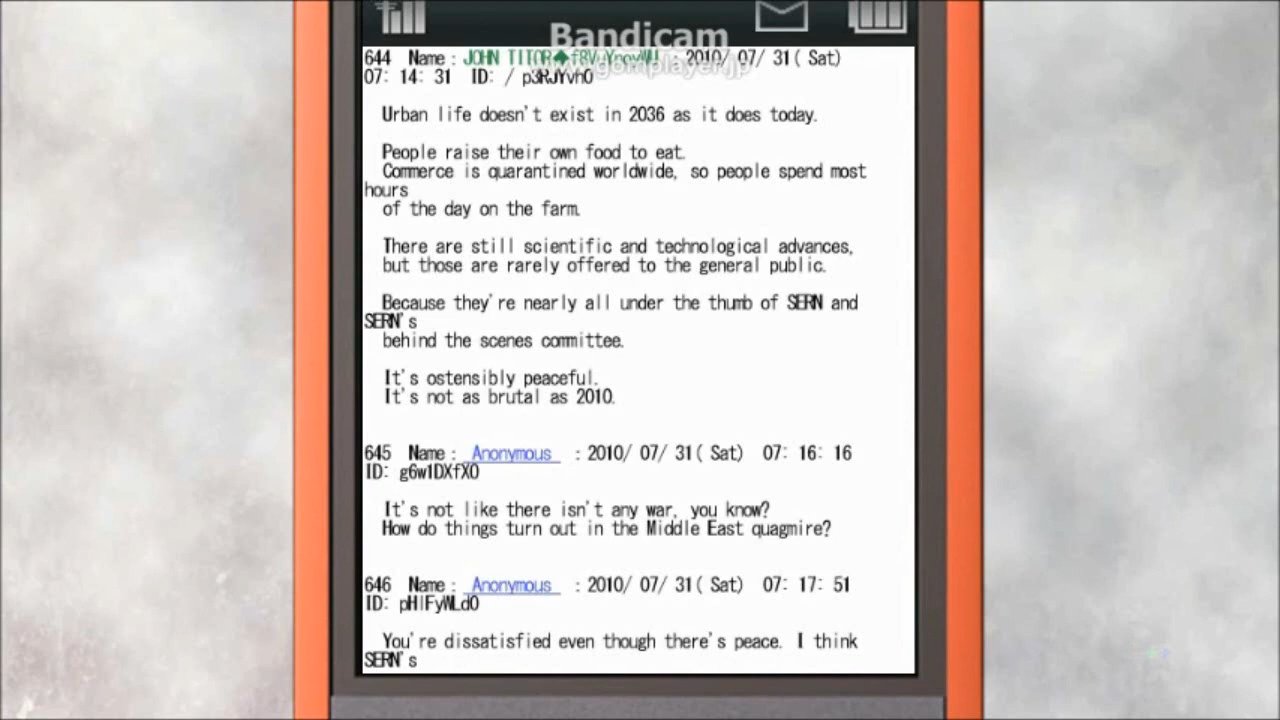 Bandicam
www.gomplayer.jp
644 Name : JOHN TITOR◆ : 2010/ 07/ 31( Sat)
07: 14: 31 ID: / p3RJYvh0
Urban life doesn't exist in 2036 as it does today.
People raise their own food to eat.
Commerce is quarantined worldwide, so people spend most
hours
of the day on the farm.
There are still scientific and technological advances,
but those are rarely offered to the general public.
Because they're nearly all under the thumb of SERN and
SERN's
behind the scenes committee.
It's ostensibly peaceful.
It's not as brutal as 2010.
645 Name : Anonymous : 2010/ 07/ 31( Sat) 07: 16: 16
ID: g6w1DXfX0
It's not like there isn't any war, you know?
How do things turn out in the Middle East quagmire?
646 Name : Anonymous : 2010/ 07/ 31( Sat) 07: 17: 51
ID: pHlFyWLd0
You're dissatisfied even though there's peace. I think
SERN's